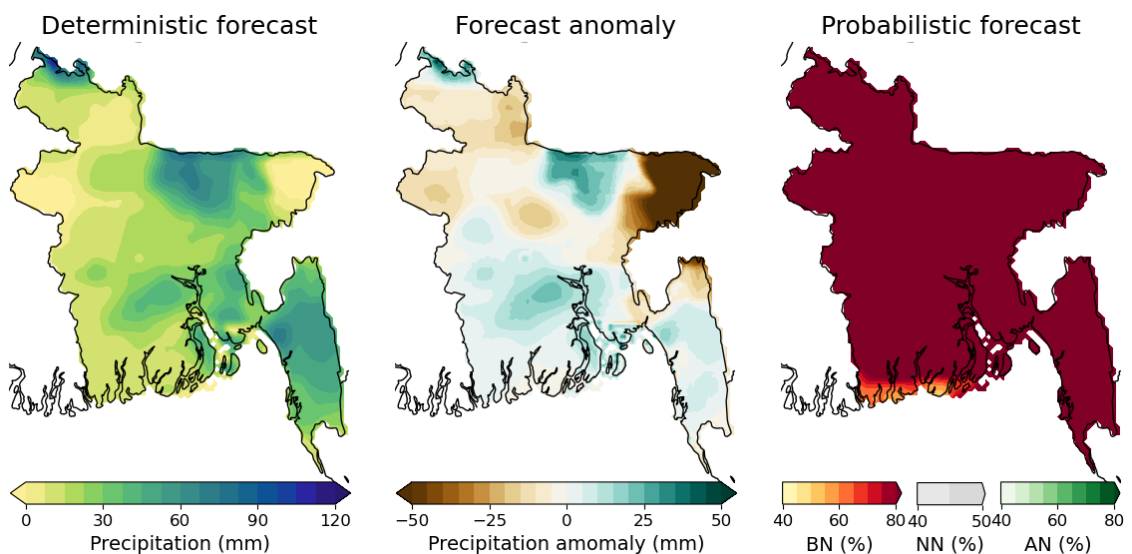 Deterministic forecast
Forecast anomaly
Probabilistic forecast
0 30 60 90 120
Precipitation (mm)
−50 −25 0 25 50
Precipitation amomaly (mm)
40 60 80
BN (%)
40 50
NN (%)
40 60 80
AN (%)